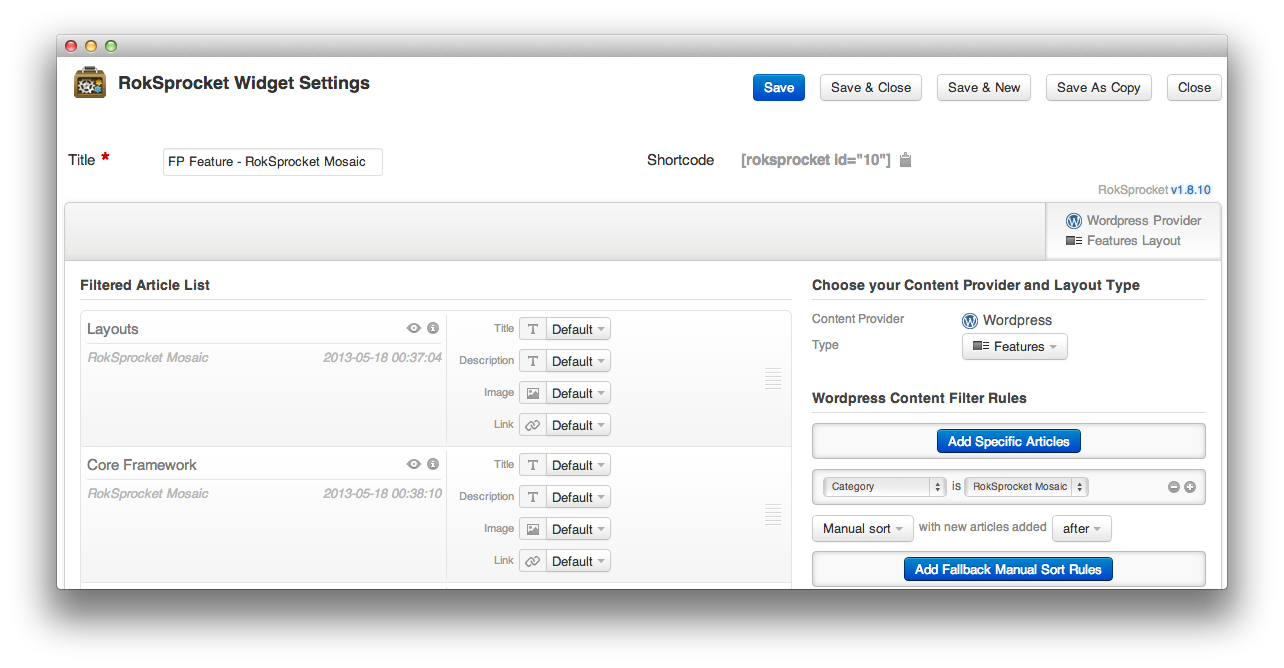 RokSprocket Widget Settings
Save
Save & Close
Save & New
Save As Copy
Close
Title *
FP Feature - RokSprocket Mosaic
Shortcode
[roksprocket id="10"]
RokSprocket v1.8.10
Wordpress Provider
Features Layout
Filtered Article List
Layouts
RokSprocket Mosaic 2013-05-18 00:37:04
Title T Default
Description T Default
Image Default
Link Default
Core Framework
RokSprocket Mosaic 2013-05-18 00:38:10
Title T Default
Description T Default
Image Default
Link Default
Choose your Content Provider and Layout Type
Content Provider Wordpress
Type Features
Wordpress Content Filter Rules
Add Specific Articles
Category is RokSprocket Mosaic
Manual sort with new articles added after
Add Fallback Manual Sort Rules